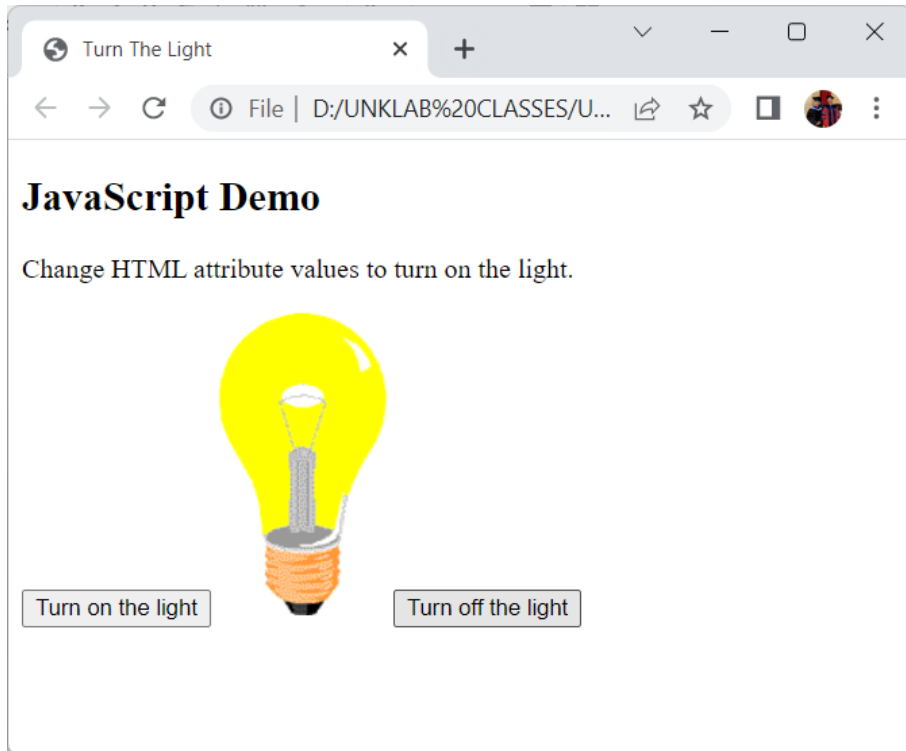 Turn The Light
File | D:/UNKLAB%20CLASSES/U...
JavaScript Demo
Change HTML attribute values to turn on the light.
Turn on the light
Turn off the light